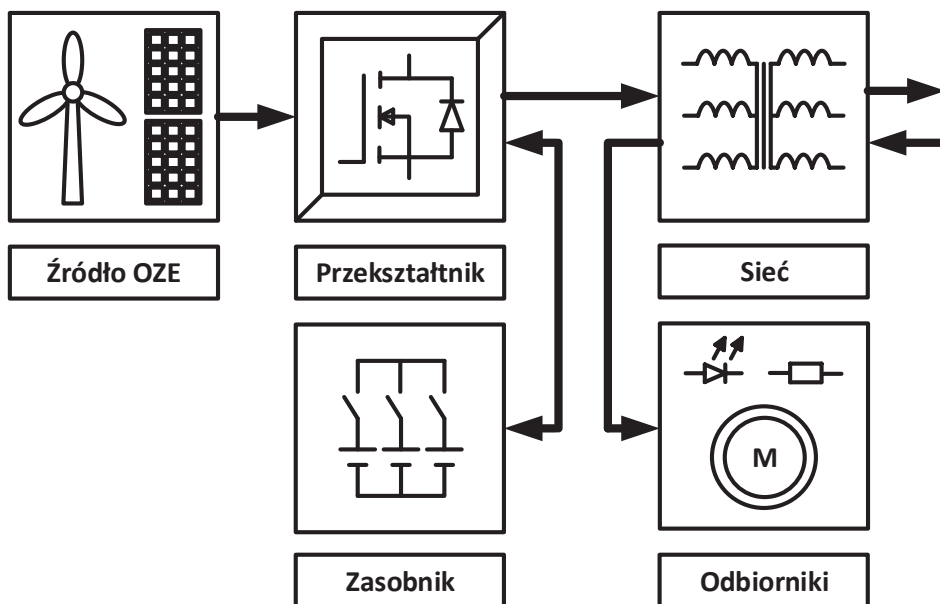 Źródło OZE
Przekształtnik
Sieć
M
Zasobnik
Odbiorniki